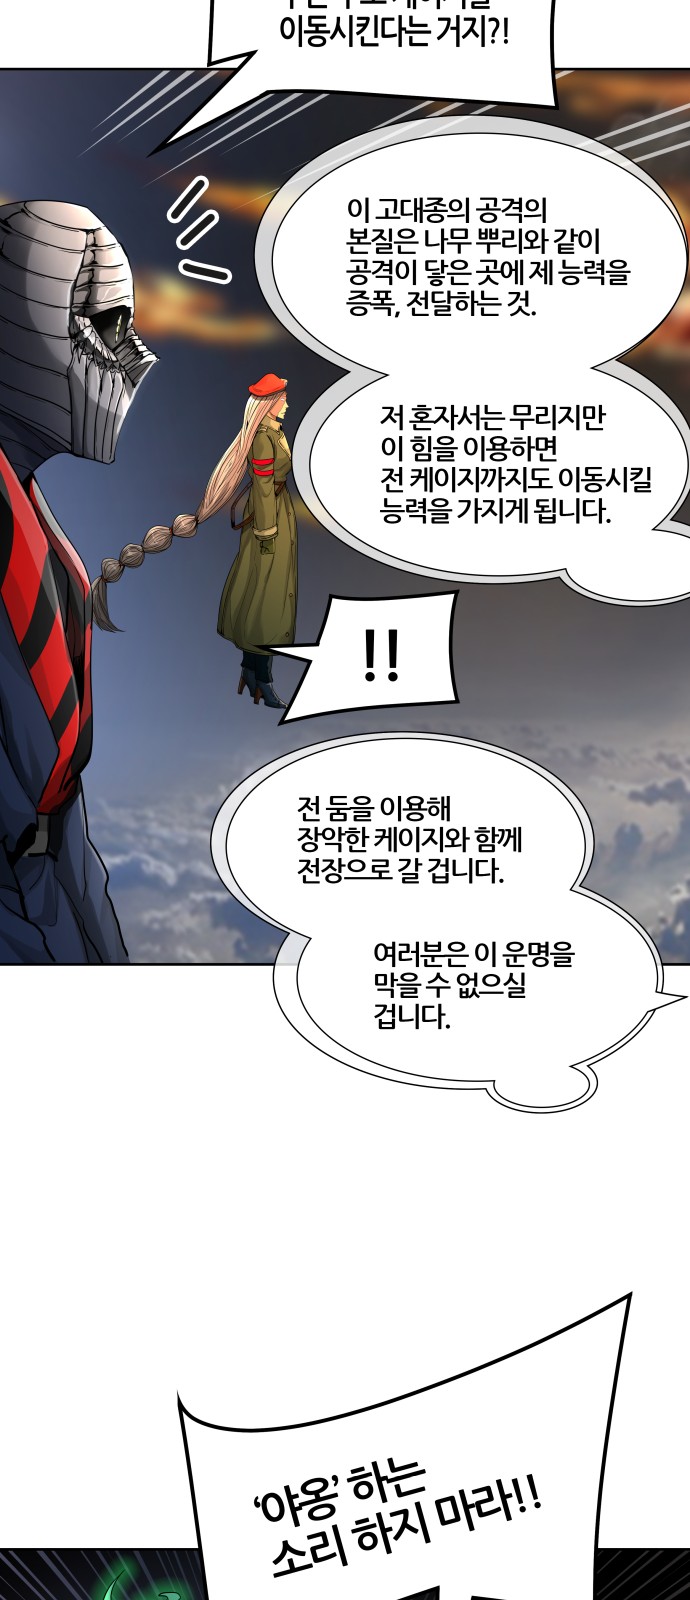 이동시킨다는 거지?!
이 고대종의 공격의
본질은 나무 뿌리와 같이
공격이 닿은 곳에 제 능력을
증폭, 전달하는 것.
저 혼자서는 무리지만
이 힘을 이용하면
전 케이지까지도 이동시킬
능력을 가지게 됩니다.
!!
전 둠을 이용해
장악한 케이지와 함께
전장으로 갈 겁니다.
여러분은 이 운명을
막을 수 없으실
겁니다.
‘야옹’ 하는
소리 하지 마라!!